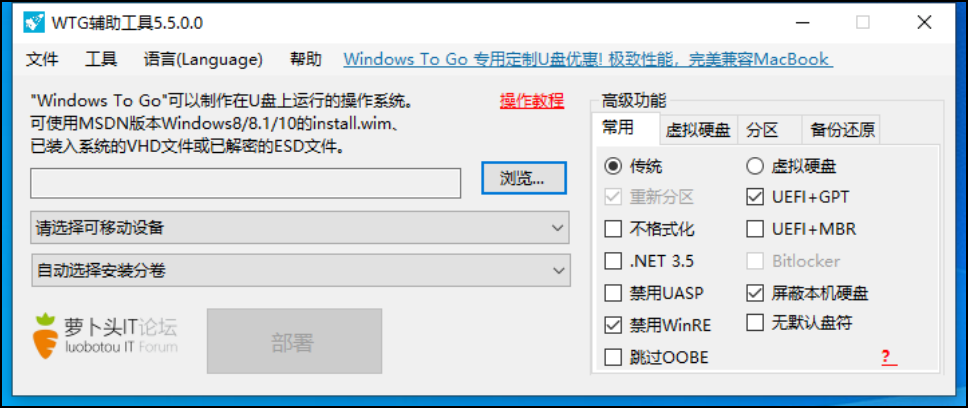 WTG辅助工具5.5.0.0
文件 工具 语言(Language) 帮助 Windows To Go 专用定制U盘优惠! 极致性能，完美兼容MacBook
"Windows To Go"可以制作在U盘上运行的操作系统。 操作教程
可使用MSDN版本Windows8/8.1/10的install.wim、
已装入系统的VHD文件或已解密的ESD文件。
浏览...
请选择可移动设备
自动选择安装分卷
萝卜头IT论坛
luobotou IT Forum
部署
高级功能
常用 虚拟硬盘 分区 备份还原
传统 虚拟硬盘
重新分区 UEFI+GPT
不格式化 UEFI+MBR
.NET 3.5 Bitlocker
禁用UASP 屏蔽本机硬盘
禁用WinRE 无默认盘符
跳过OOBE ?